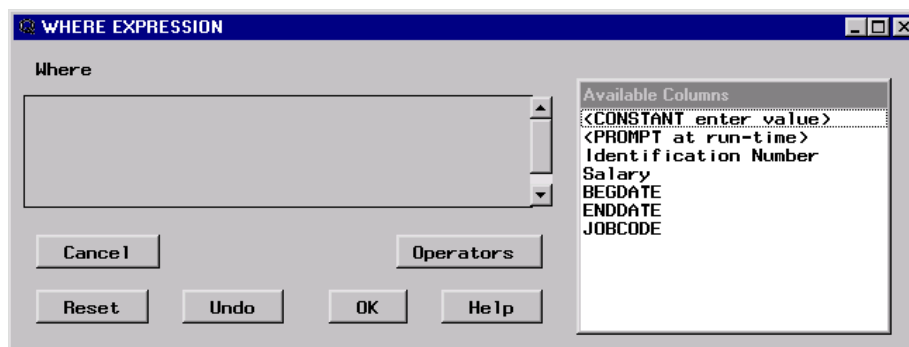 WHERE EXPRESSION
Where
Available Columns
<CONSTANT enter value>
<PROMPT at run-time>
Identification Number
Salary
BEGDATE
ENDDATE
JOBCODE
Cancel
Operators
Reset
Undo
OK
Help